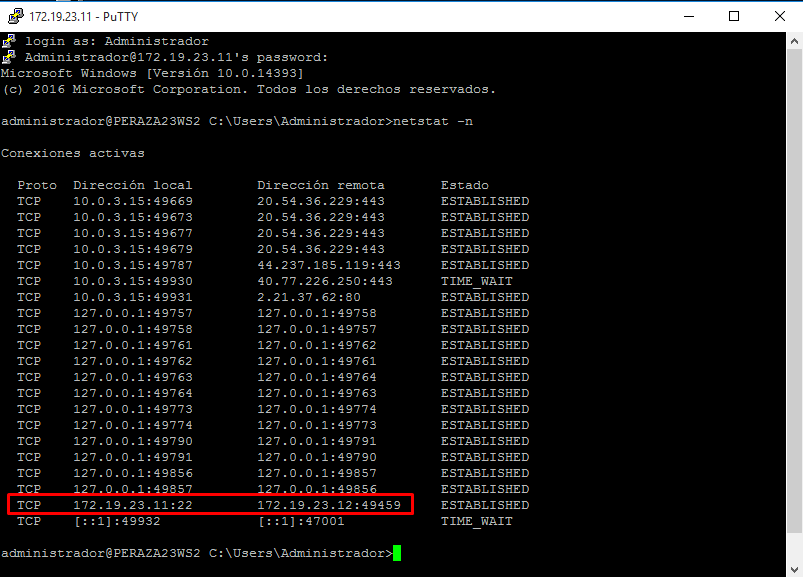 172.19.23.11 - PuTTY
login as: Administrador
Administrador@172.19.23.11's password:
Microsoft Windows [Versión 10.0.14393]
(c) 2016 Microsoft Corporation. Todos los derechos reservados.
administrador@PERAZA23WS2 C:\Users\Administrador>netstat -n
Conexiones activas
Proto  Dirección local        Dirección remota       Estado
TCP    10.0.3.15:49669        20.54.36.229:443       ESTABLISHED
TCP    10.0.3.15:49673        20.54.36.229:443       ESTABLISHED
TCP    10.0.3.15:49677        20.54.36.229:443       ESTABLISHED
TCP    10.0.3.15:49679        20.54.36.229:443       ESTABLISHED
TCP    10.0.3.15:49787        44.237.185.119:443     ESTABLISHED
TCP    10.0.3.15:49930        40.77.226.250:443      TIME_WAIT
TCP    10.0.3.15:49931        2.21.37.62:80          ESTABLISHED
TCP    127.0.0.1:49757        127.0.0.1:49758        ESTABLISHED
TCP    127.0.0.1:49758        127.0.0.1:49757        ESTABLISHED
TCP    127.0.0.1:49761        127.0.0.1:49762        ESTABLISHED
TCP    127.0.0.1:49762        127.0.0.1:49761        ESTABLISHED
TCP    127.0.0.1:49763        127.0.0.1:49764        ESTABLISHED
TCP    127.0.0.1:49764        127.0.0.1:49763        ESTABLISHED
TCP    127.0.0.1:49773        127.0.0.1:49774        ESTABLISHED
TCP    127.0.0.1:49774        127.0.0.1:49773        ESTABLISHED
TCP    127.0.0.1:49790        127.0.0.1:49791        ESTABLISHED
TCP    127.0.0.1:49791        127.0.0.1:49790        ESTABLISHED
TCP    127.0.0.1:49856        127.0.0.1:49857        ESTABLISHED
TCP    127.0.0.1:49857        127.0.0.1:49856        ESTABLISHED
TCP    172.19.23.11:22        172.19.23.12:49459     ESTABLISHED
TCP    [::1]:49932            [::1]:47001            TIME_WAIT
administrador@PERAZA23WS2 C:\Users\Administrador>